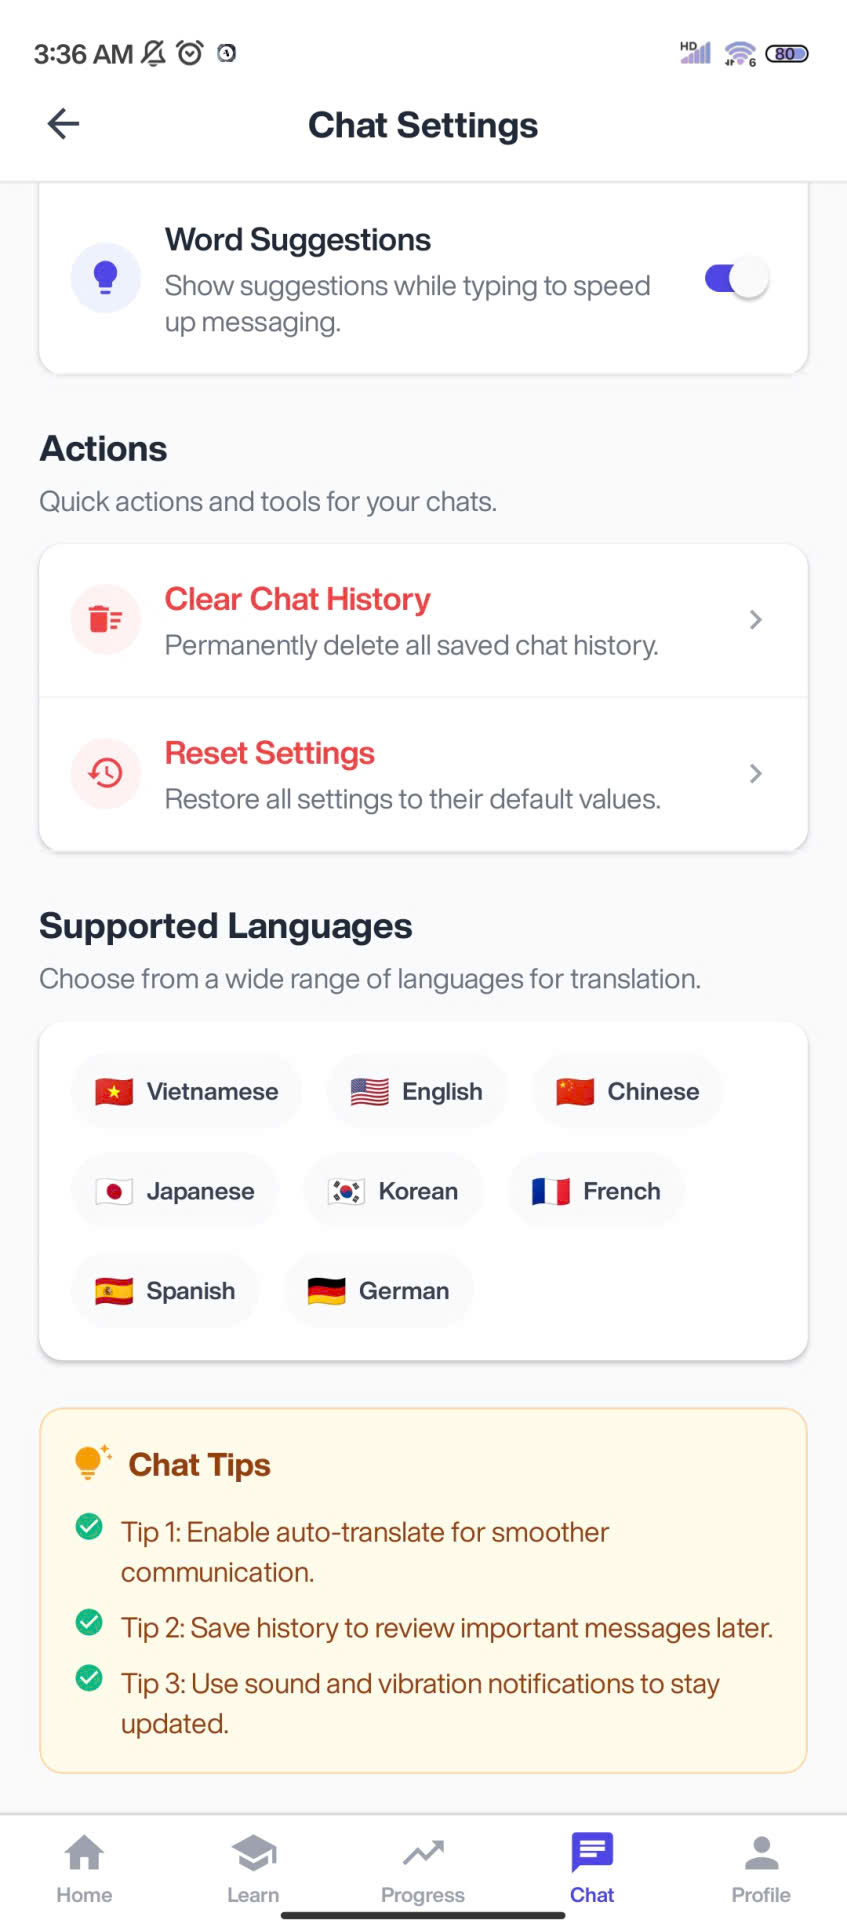 3:36 AM
HD
6
80
Chat Settings
Word Suggestions
Show suggestions while typing to speed
up messaging.
Actions
Quick actions and tools for your chats.
Clear Chat History
Permanently delete all saved chat history.
Reset Settings
Restore all settings to their default values.
Supported Languages
Choose from a wide range of languages for translation.
Vietnamese English Chinese
Japanese Korean French
Spanish German
Chat Tips
Tip 1: Enable auto-translate for smoother
communication.
Tip 2: Save history to review important messages later.
Tip 3: Use sound and vibration notifications to stay
updated.
Home Learn Progress Chat Profile